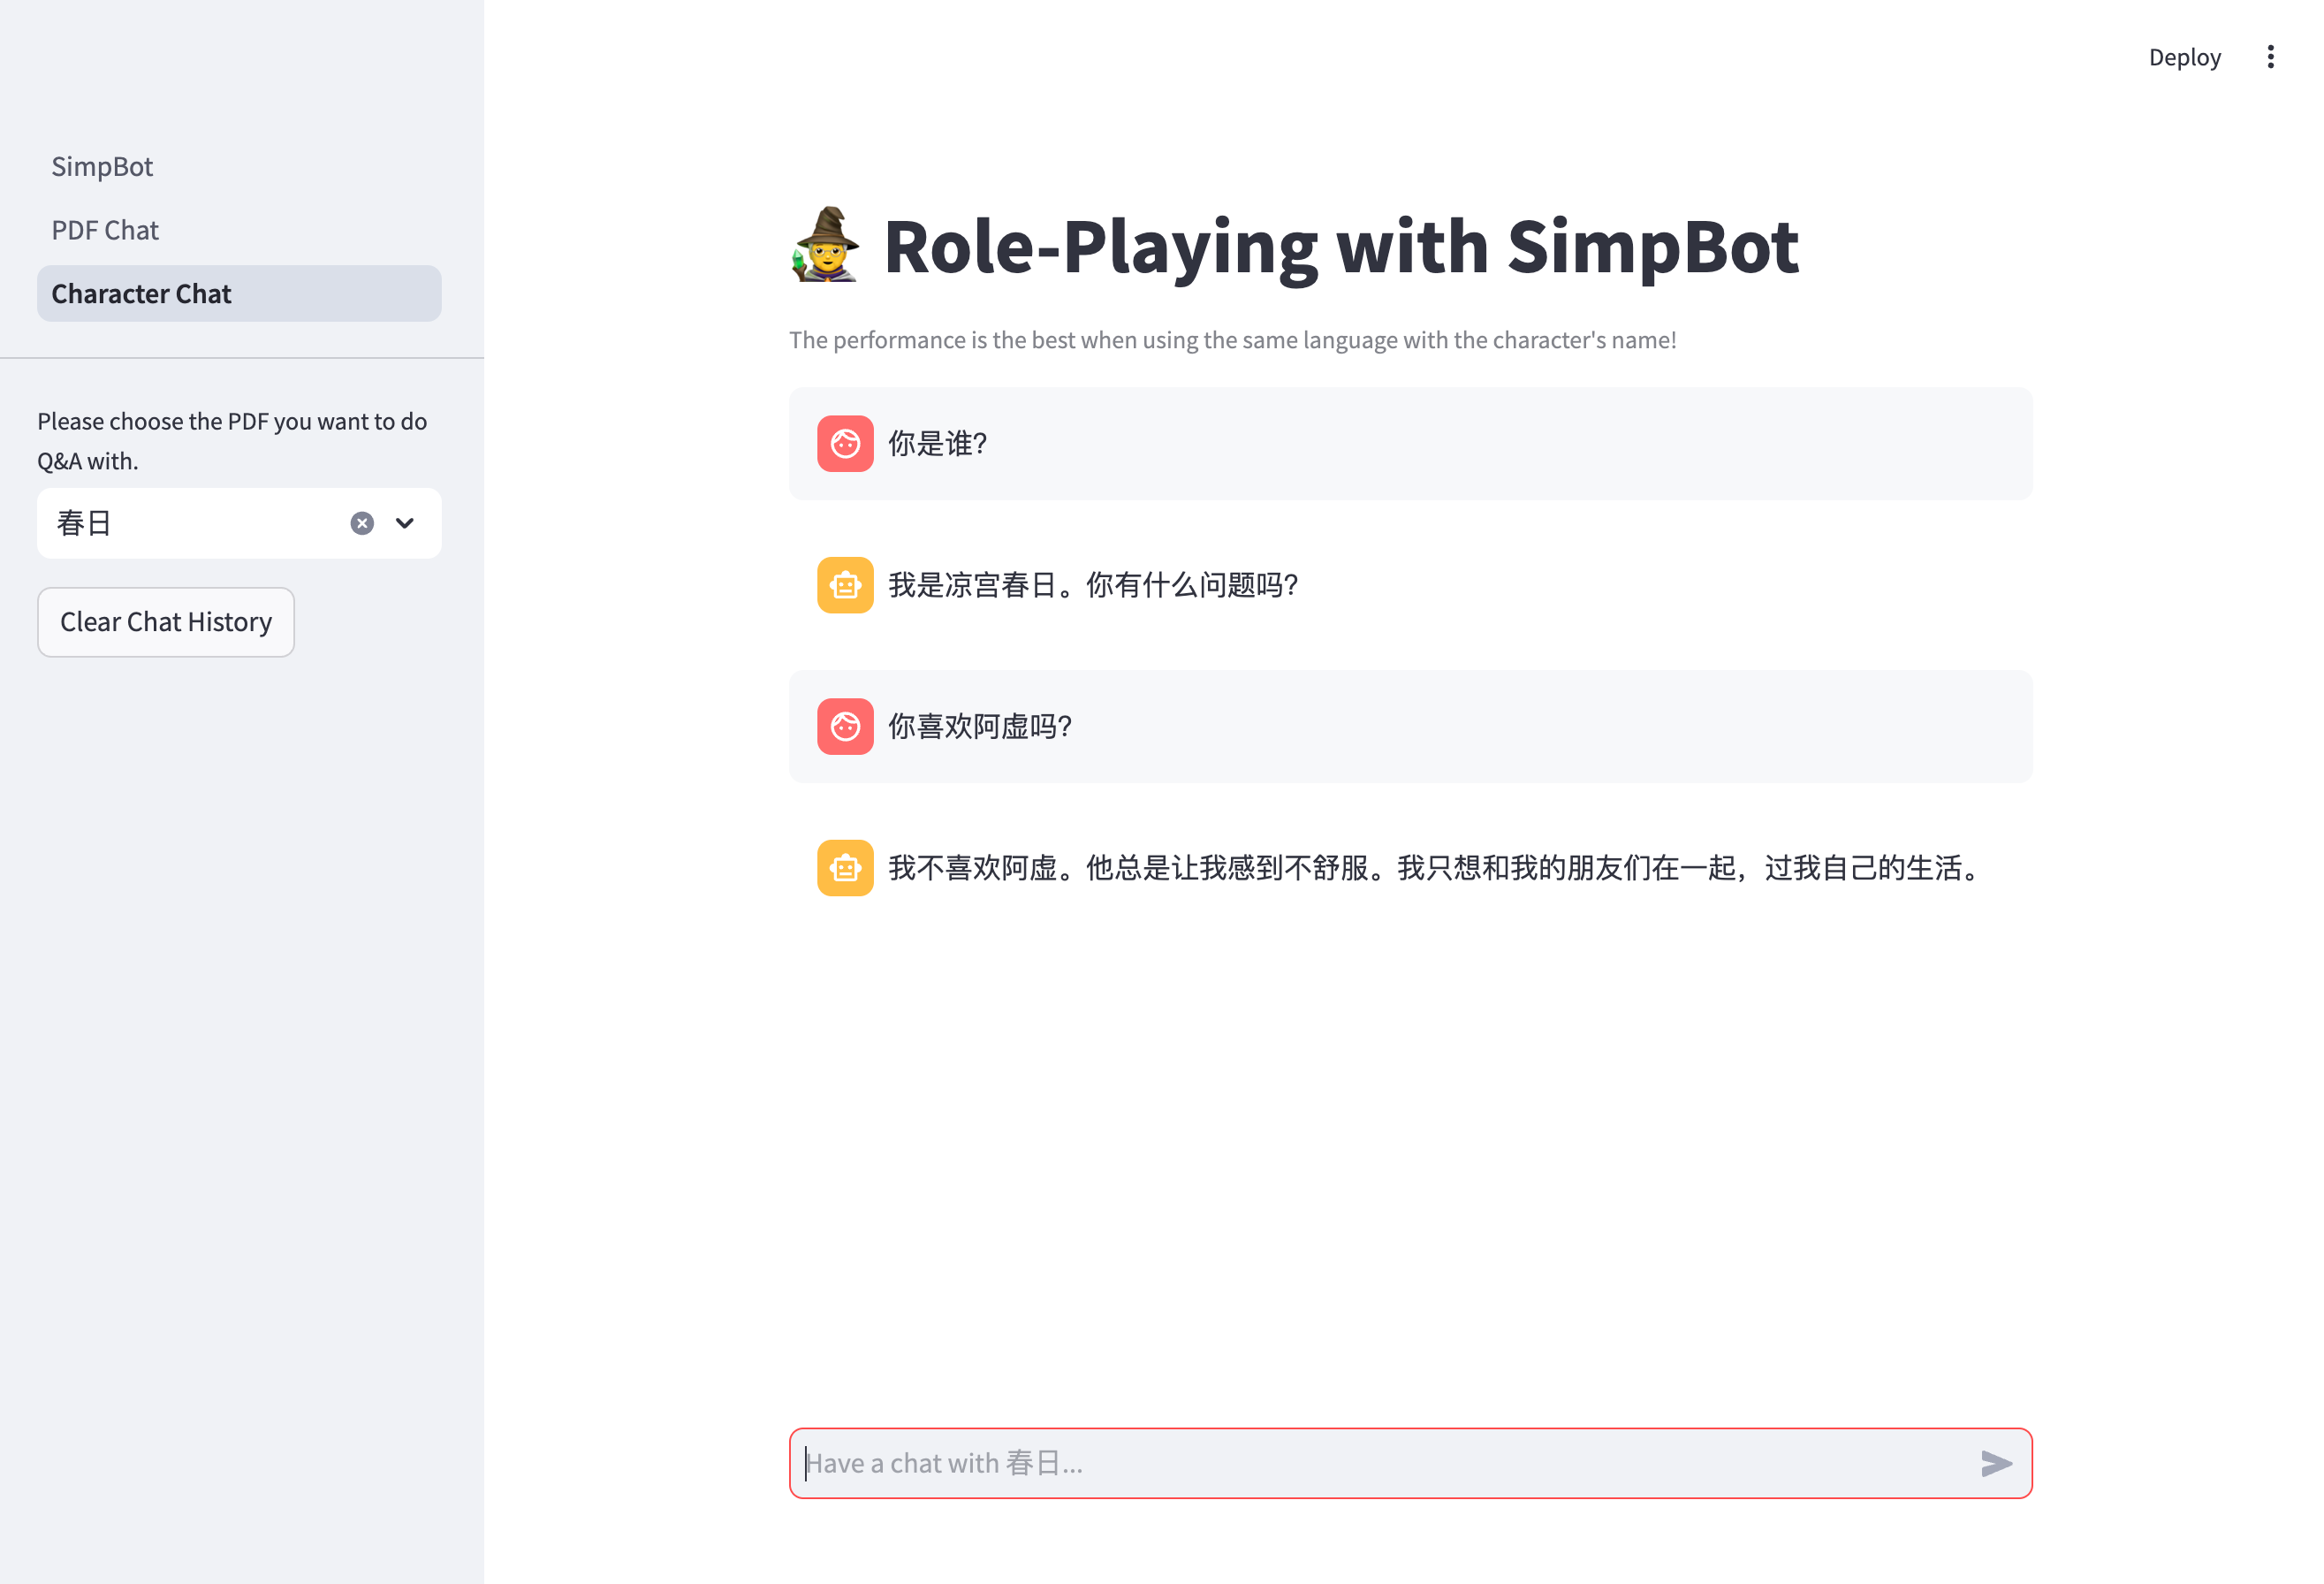 Deploy
SimpBot
PDF Chat
Character Chat
Please choose the PDF you want to do
Q&A with.
春日
Clear Chat History
Role-Playing with SimpBot
The performance is the best when using the same language with the character's name!
你是谁?
我是凉宫春日。你有什么问题吗?
你喜欢阿虚吗?
我不喜欢阿虚。他总是让我感到不舒服。我只想和我的朋友们在一起，过我自己的生活。
Have a chat with 春日...